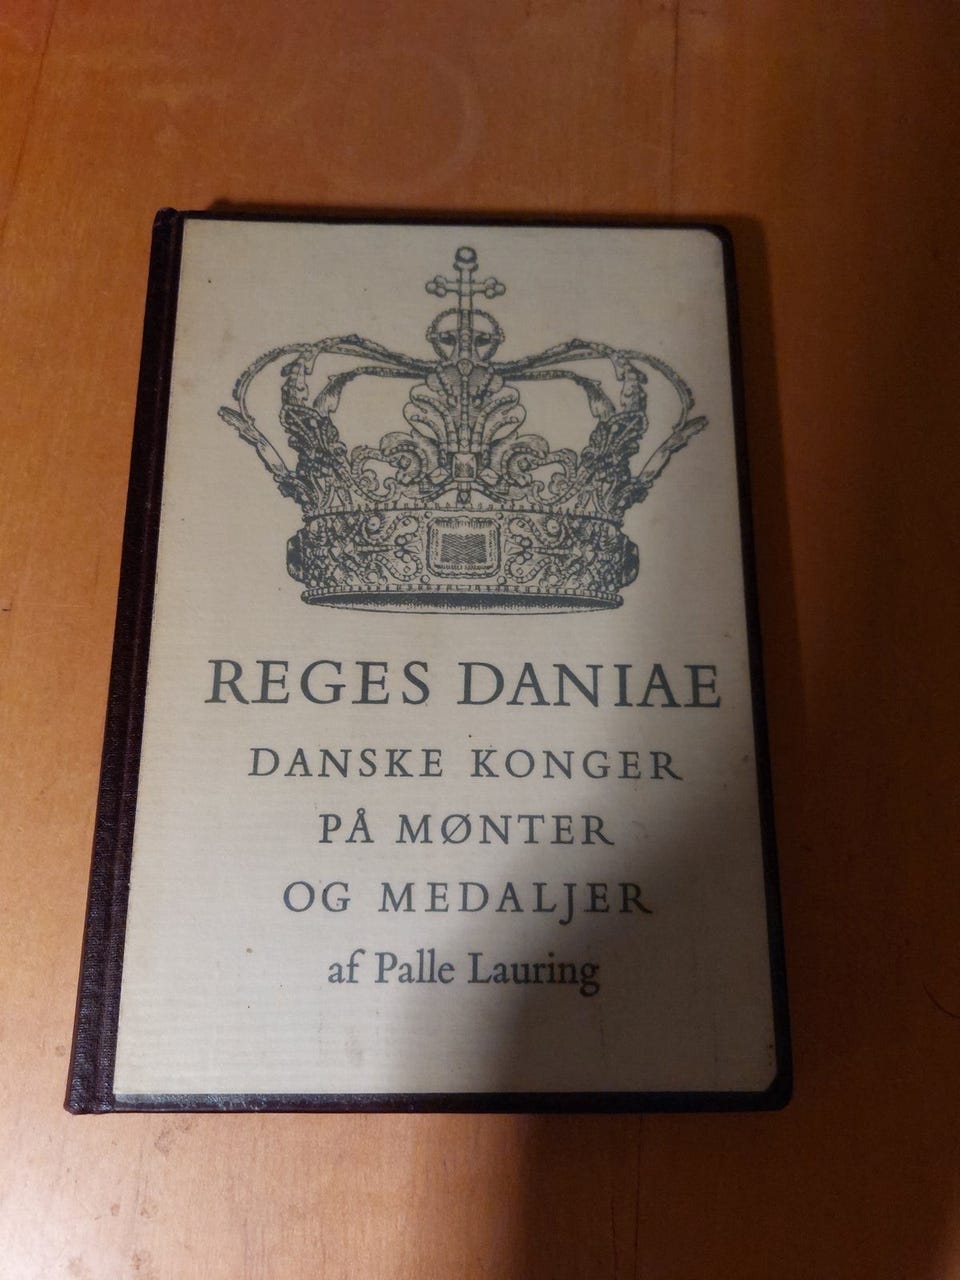 REGES DANIAE
DANSKE KONGER
PÅ MØNTER
OG MEDALJER
af Palle Lauring